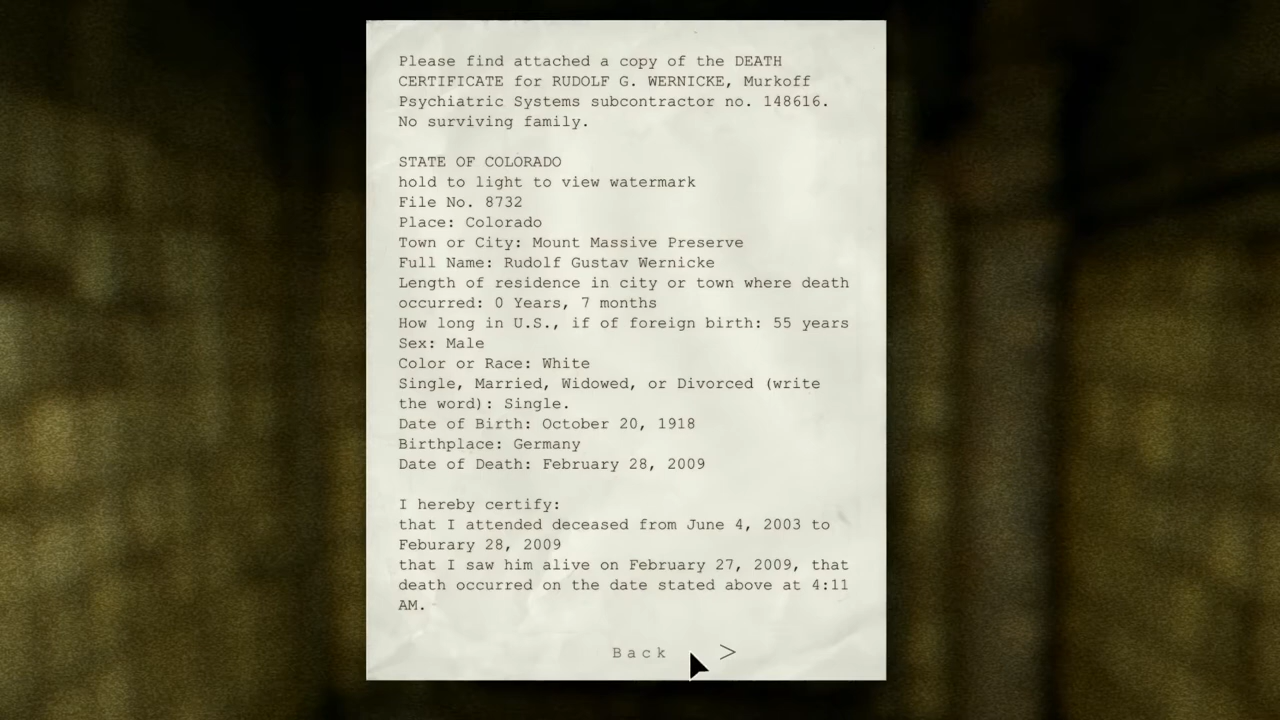 Please find attached a copy of the DEATH
CERTIFICATE for RUDOLF G. WERNICKE, Murkoff
Psychiatric Systems subcontractor no. 148616.
No surviving family.
STATE OF COLORADO
hold to light to view watermark
File No. 8732
Place: Colorado
Town or City: Mount Massive Preserve
Full Name: Rudolf Gustav Wernicke
Length of residence in city or town where death
occurred: 0 Years, 7 months
How long in U.S., if of foreign birth: 55 years
Sex: Male
Color or Race: White
Single, Married, Widowed, or Divorced (write
the word): Single.
Date of Birth: October 20, 1918
Birthplace: Germany
Date of Death: February 28, 2009
I hereby certify:
that I attended deceased from June 4, 2003 to
Feburary 28, 2009
that I saw him alive on February 27, 2009, that
death occurred on the date stated above at 4:11
AM.
Back >